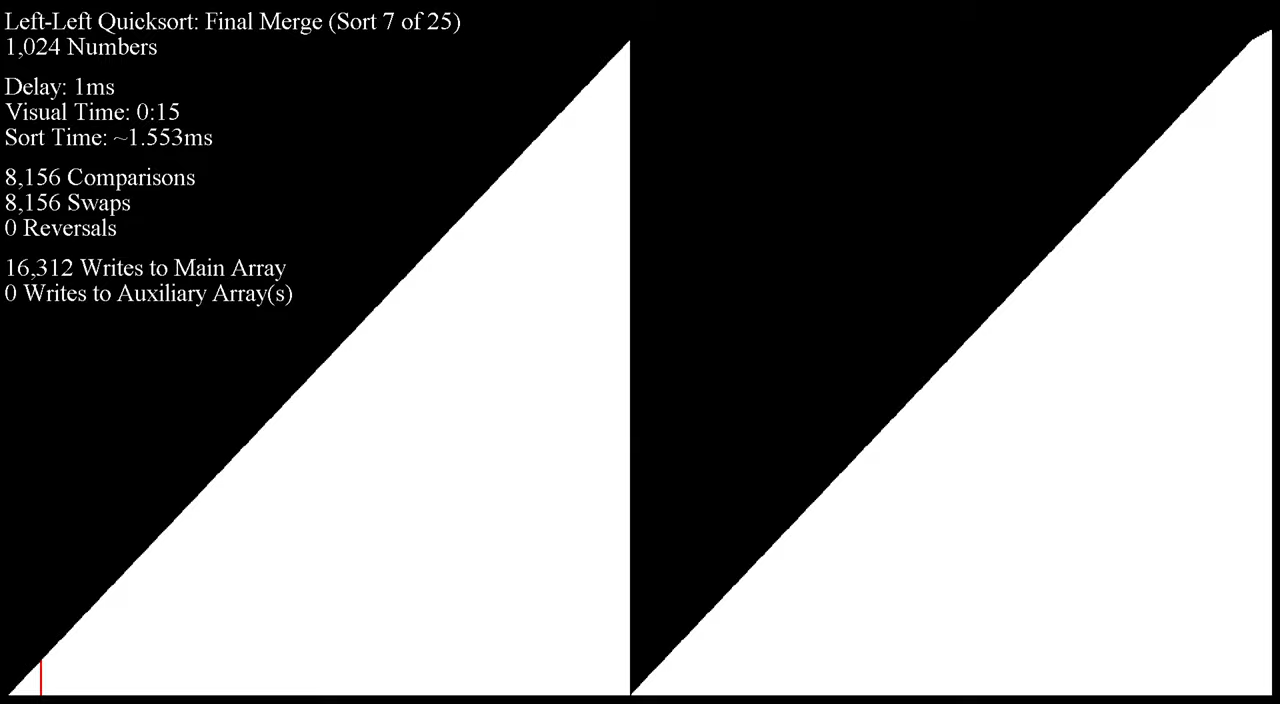 Left-Left Quicksort: Final Merge (Sort 7 of 25)
1,024 Numbers
Delay: 1ms
Visual Time: 0:15
Sort Time: ~1.553ms
8,156 Comparisons
8,156 Swaps
0 Reversals
16,312 Writes to Main Array
0 Writes to Auxiliary Array(s)